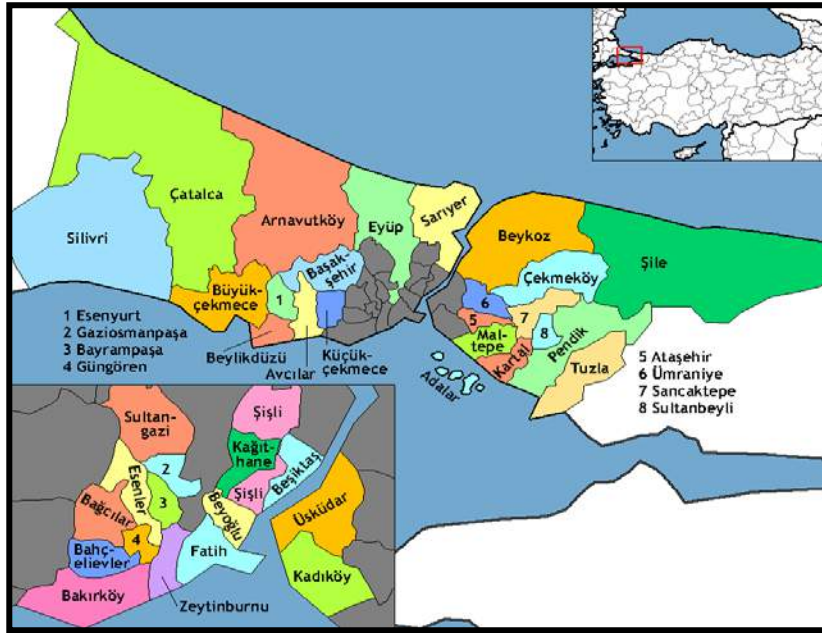 Çatalca
Silivri
Arnavutköy
Eyüp
Sarıyer
Başak-
şehir
Büyük-
çekmece
1
Beylikdüzü
Avcılar
Küçük-
çekmece
1 Esenyurt
2 Gaziosmanpaşa
3 Bayrampaşa
4 Güngören
Beykoz
Şile
Çekmeköy
6
5
7
8
Mal-
tepe
Kartal
Pendik
Tuzla
Adalar
5 Ataşehir
6 Ümraniye
7 Sancaktepe
8 Sultanbeyli
Sultan-
gazi
Şişli
Kağıt-
hane
Beşiktaş
Şişli
Esenler
2
3
Bağcılar
4
Bahç-
elievler
Beyoğlu
Fatih
Üsküdar
Kadıköy
Bakırköy
Zeytinburnu